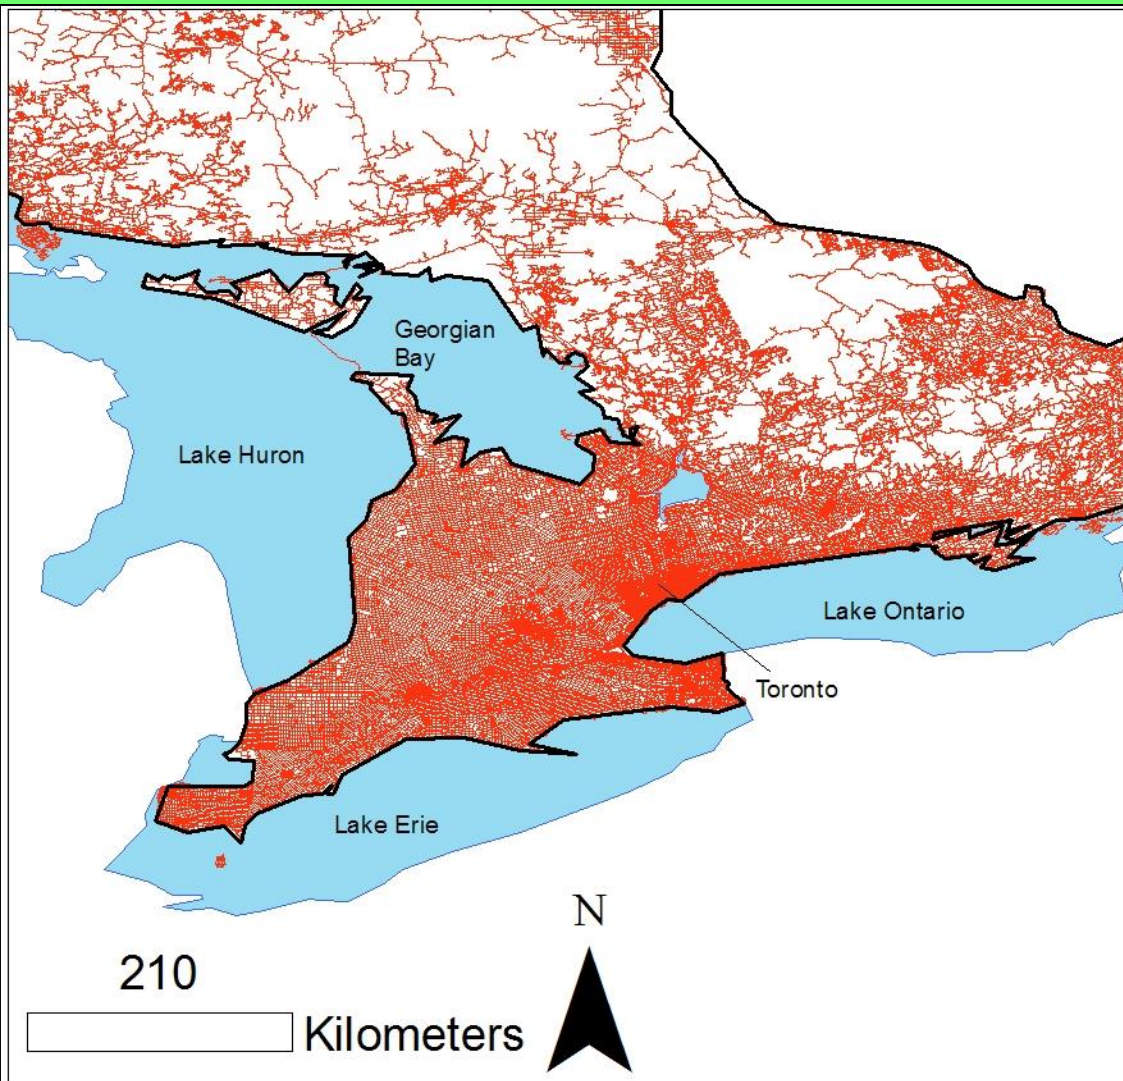 Georgian
Bay
Lake Huron
Lake Ontario
Toronto
Lake Erie
N
210
Kilometers